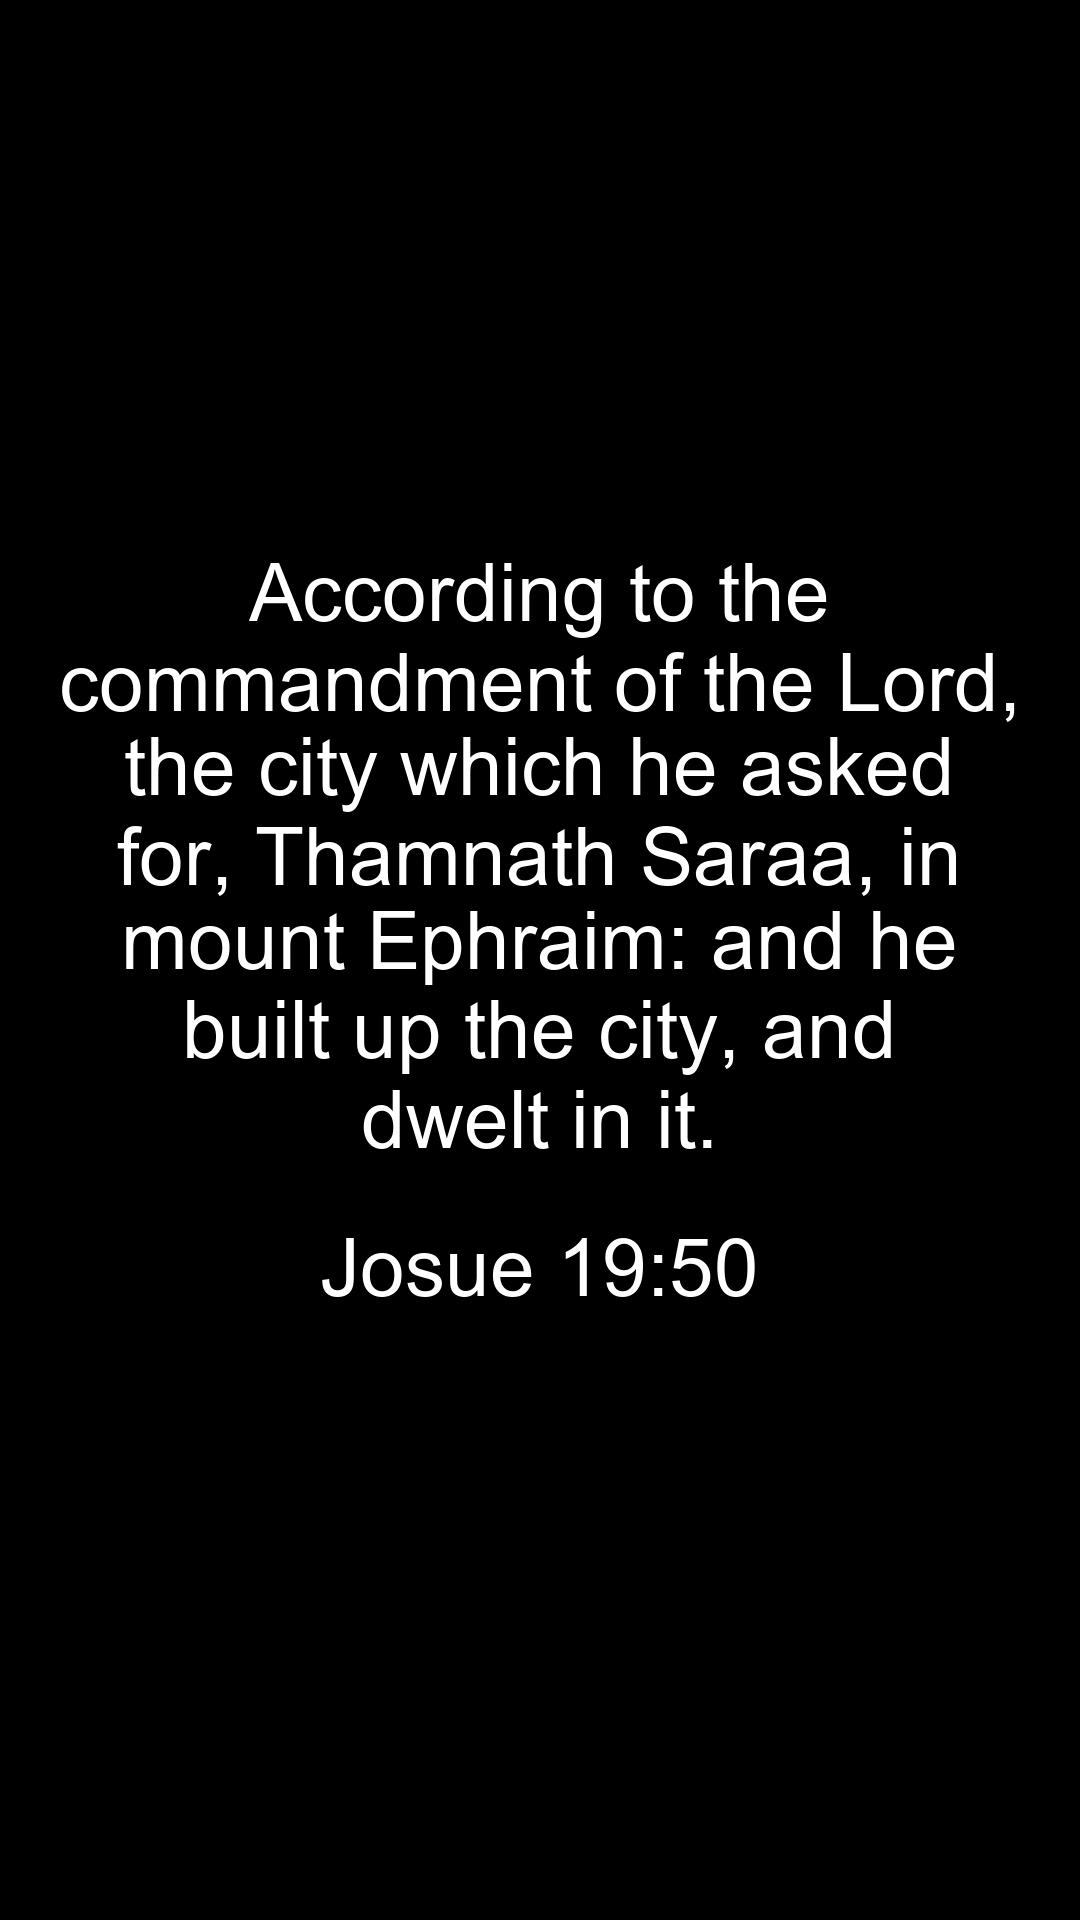 According to the
commandment of the Lord,
the city which he asked
for, Thamnath Saraa, in
mount Ephraim: and he
built up the city, and
dwelt in it.
Josue 19:50